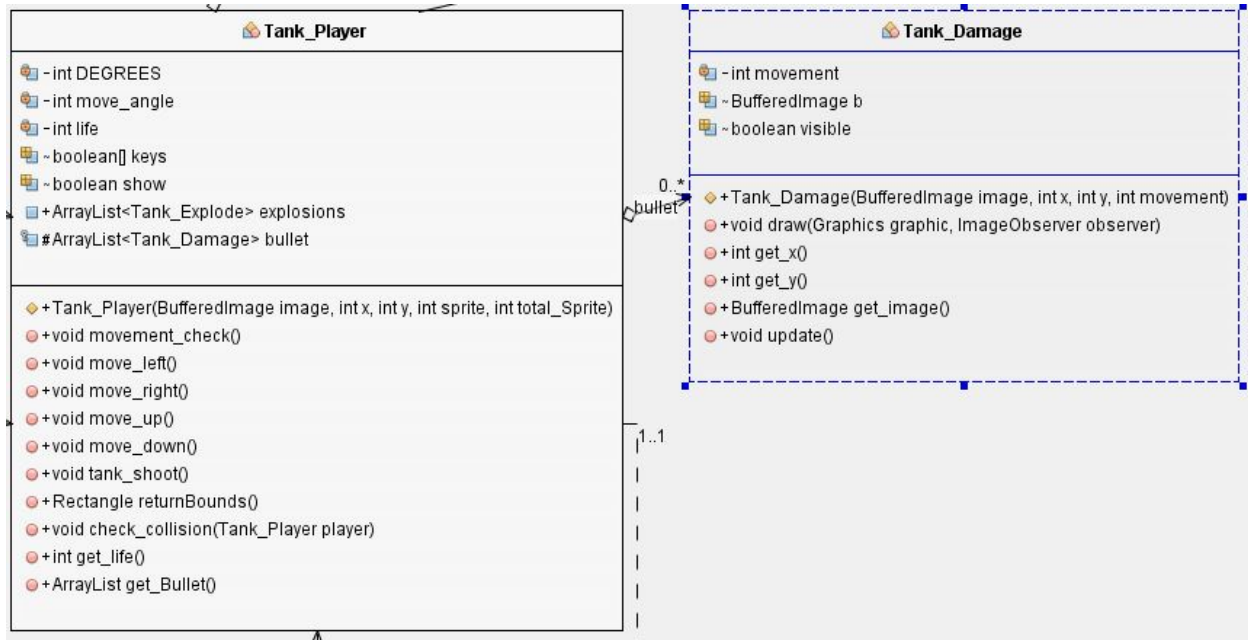 Tank_Player
-int DEGREES
-int move_angle
-int life
~boolean[] keys
~boolean show
+ArrayList<Tank_Explode> explosions
#ArrayList<Tank_Damage> bullet
+Tank_Player(BufferedImage image, int x, int y, int sprite, int total_Sprite)
+void movement_check()
+void move_left()
+void move_right()
+void move_up()
+void move_down()
+void tank_shoot()
+Rectangle returnBounds()
+void check_collision(Tank_Player player)
+int get_life()
+ArrayList get_Bullet()
0..*
bullet
1..1
Tank_Damage
-int movement
~BufferedImage b
~boolean visible
+Tank_Damage(BufferedImage image, int x, int y, int movement)
+void draw(Graphics graphic, ImageObserver observer)
+int get_x()
+int get_y()
+BufferedImage get_image()
+void update()